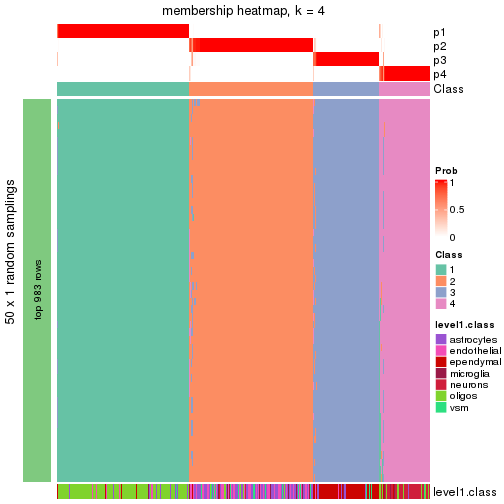 membership heatmap, k = 4
p1
p2
p3
p4
Class
50 x 1 random samplings
top 983 rows
Prob
1
0.5
0
Class
1
2
3
4
level1.class
astrocytes
endothelial
ependymal
microglia
neurons
oligos
vsm
level1.class